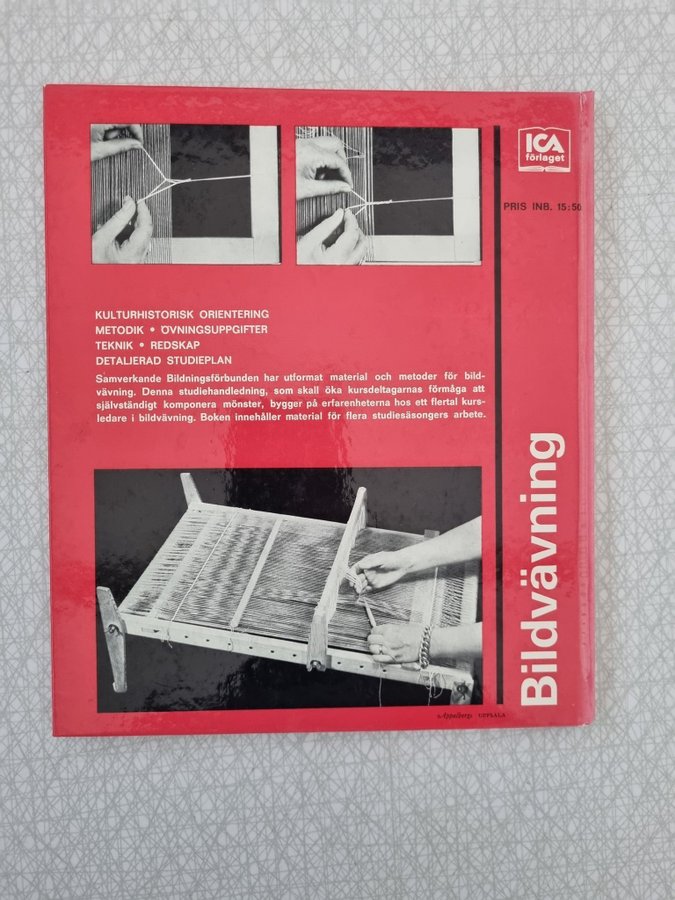 ICA
förlaget
PRIS INB. 15:50
KULTURHISTORISK ORIENTERING
METODIK • ÖVNINGSUPPGIFTER
TEKNIK • REDSKAP
DETALJERAD STUDIEPLAN
Samverkande Bildningsförbunden har utformat material och metoder för bild-
vävning. Denna studiehandledning, som skall öka kursdeltagarnas förmåga att
självständigt komponera mönster, bygger på erfarenheterna hos ett flertal kurs-
ledare i bildvävning. Boken innehåller material för flera studiesäsongers arbete.
Bildvävning
Appelbergs UPPSALA